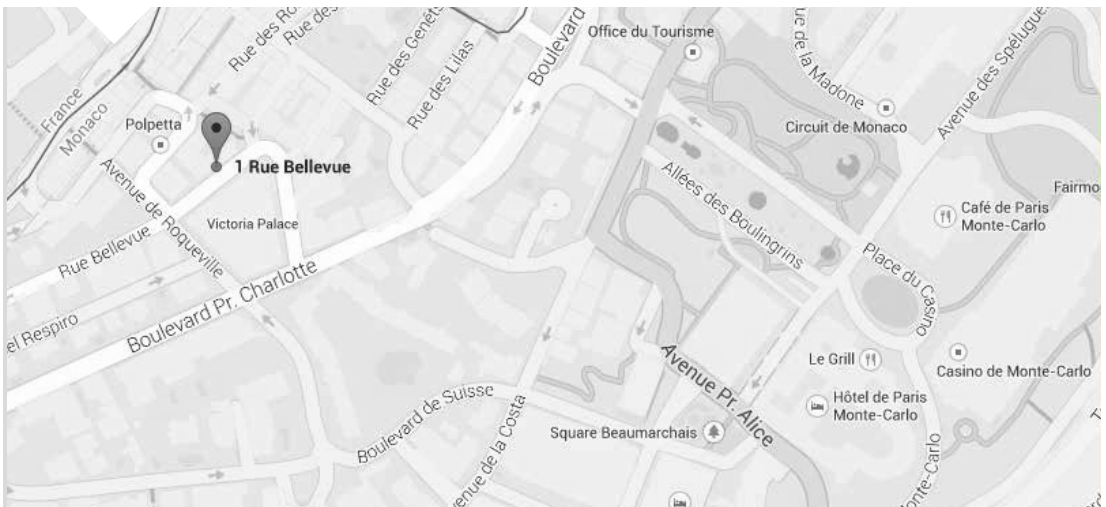 Rue des Ro
Rue des
Rue des Genêts
Rue des Lilas
Boulevard
Office du Tourisme
ue de la Madone
Avenue des Spélugues
France
Monaco
Polpetta
Circuit de Monaco
1 Rue Bellevue
Allées des Boulingrins
Fairmo
Avenue de Roqueville
Victoria Palace
Café de Paris
Monte-Carlo
Rue Bellevue
Place du Casino
Boulevard Pr. Charlotte
el Respiro
Le Grill
Casino de Monte-Carlo
Avenue Pr. Alice
Boulevard de Suisse
Hôtel de Paris
Monte-Carlo
Square Beaumarchais
venue de la Costa
onte-Carlo